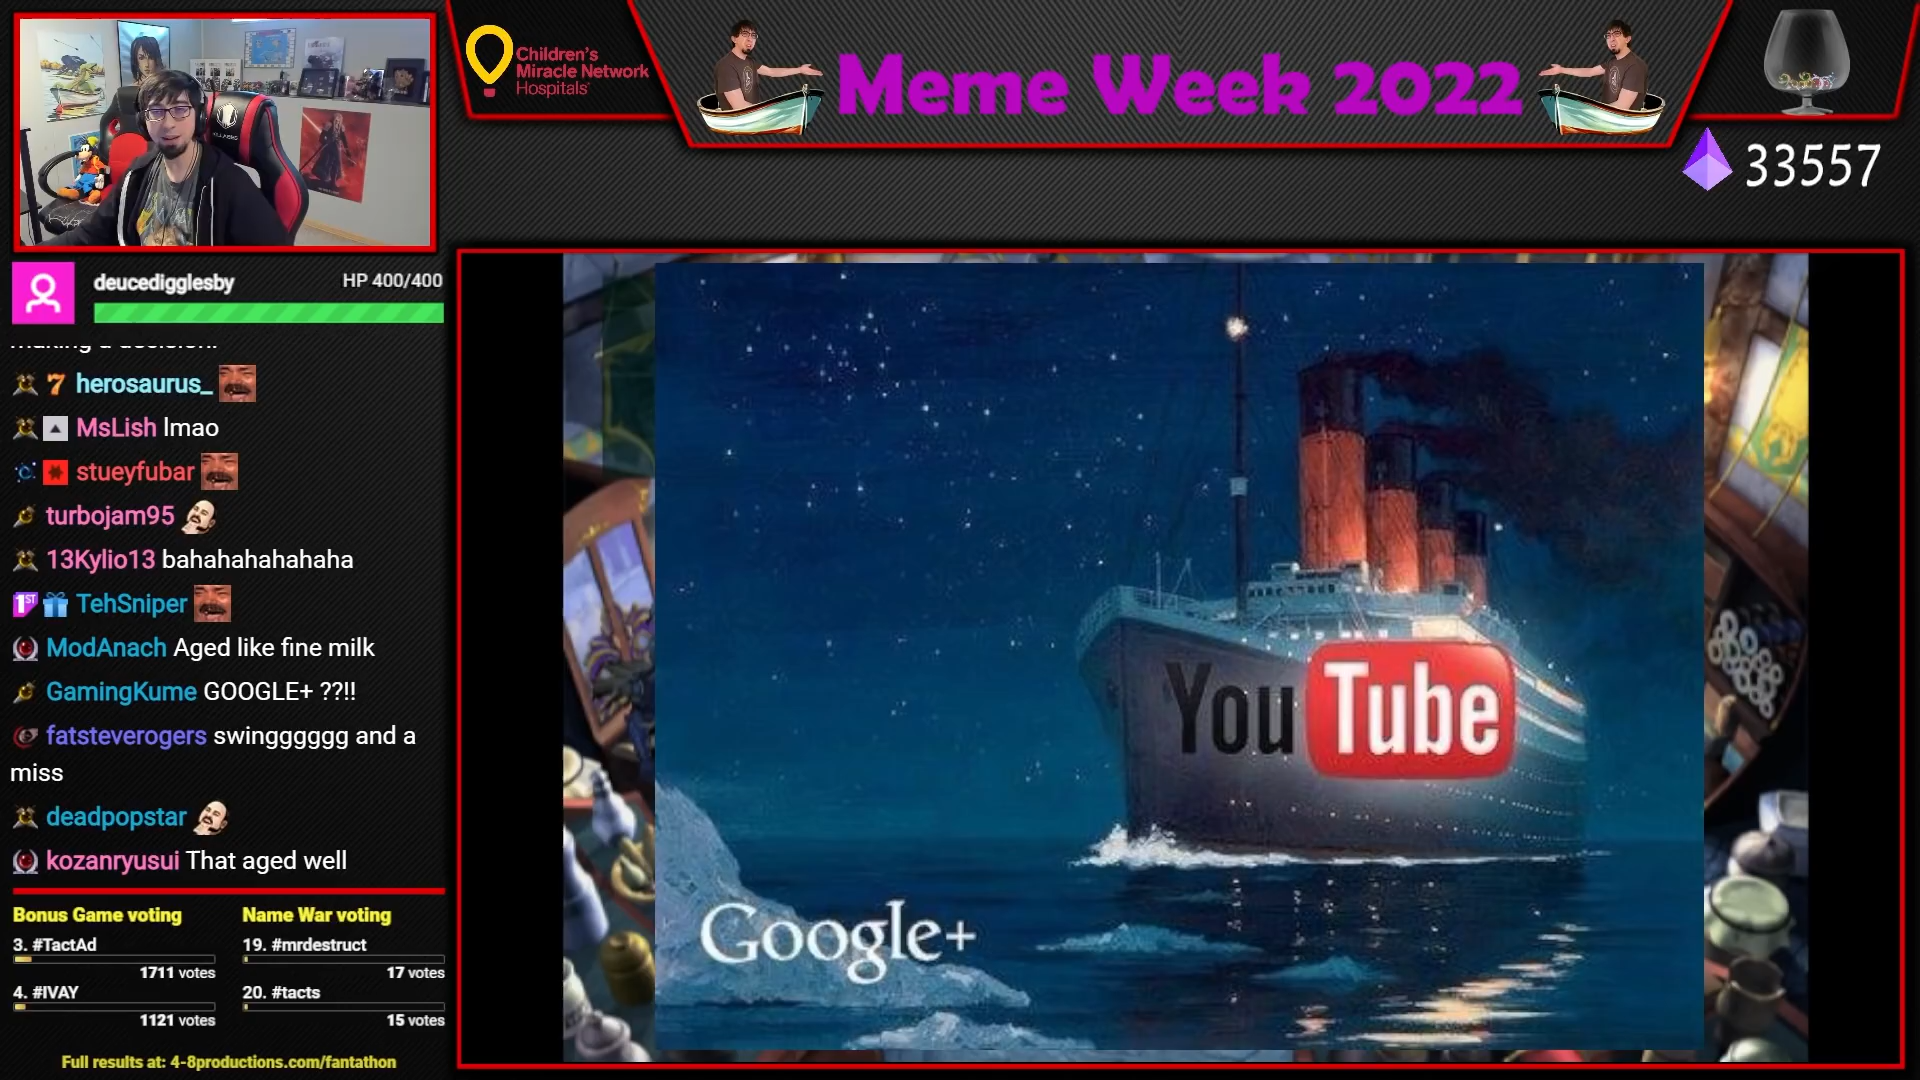 Children's
Miracle Network
Hospitals
Meme Week 2022
33557
deucedigglesby HP 400/400
making a decision.
7 herosaurus_
MsLish lmao
stueyfubar
turbojam95
13Kylio13 bahahahahahaha
1ST TehSniper
ModAnach Aged like fine milk
GamingKume GOOGLE+ ??!!
fatsteverogers swingggggg and a
miss
deadpopstar
kozanryusui That aged well
Bonus Game voting
3. #TactAd
1711 votes
4. #IVAY
1121 votes
Name War voting
19. #mrdestruct
17 votes
20. #tacts
15 votes
Full results at: 4-8productions.com/fantathon
YouTube
Google+